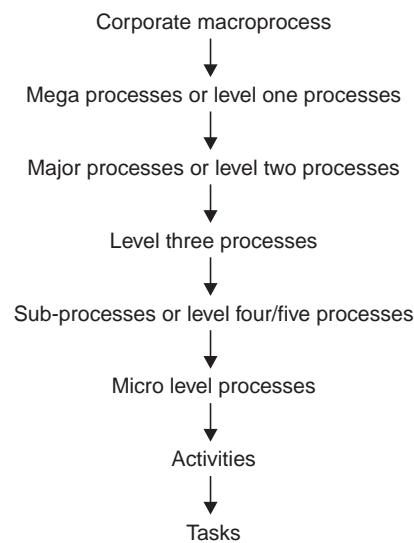 Corporate macroprocess
Mega processes or level one processes
Major processes or level two processes
Level three processes
Sub-processes or level four/five processes
Micro level processes
Activities
Tasks